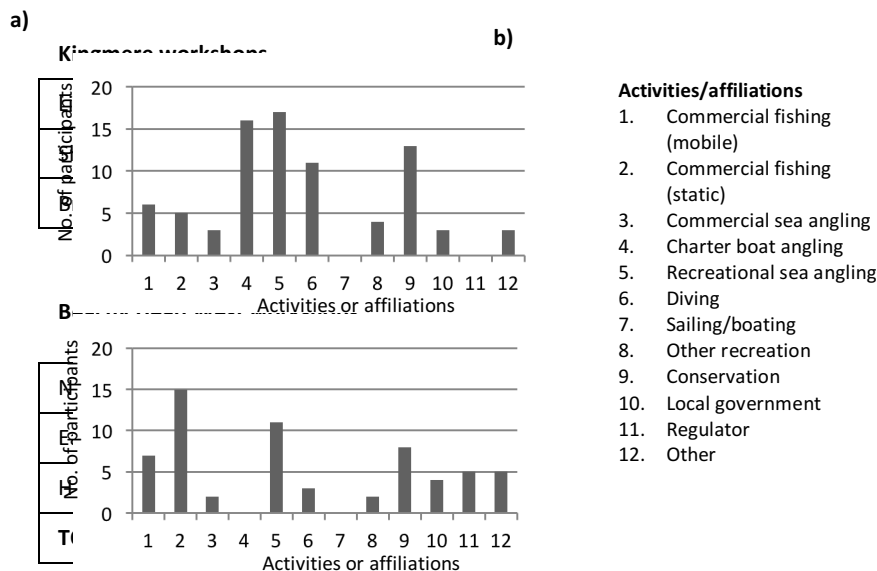 a)
Kingmere workshops
20
15
10
5
0
No. of participants
1 2 3 4 5 6 7 8 9 10 11 12
Activities or affiliations
20
15
10
5
0
No. of participants
1 2 3 4 5 6 7 8 9 10 11 12
Activities or affiliations
b)
Activities/affiliations
1. Commercial fishing
(mobile)
2. Commercial fishing
(static)
3. Commercial sea angling
4. Charter boat angling
5. Recreational sea angling
6. Diving
7. Sailing/boating
8. Other recreation
9. Conservation
10. Local government
11. Regulator
12. Other